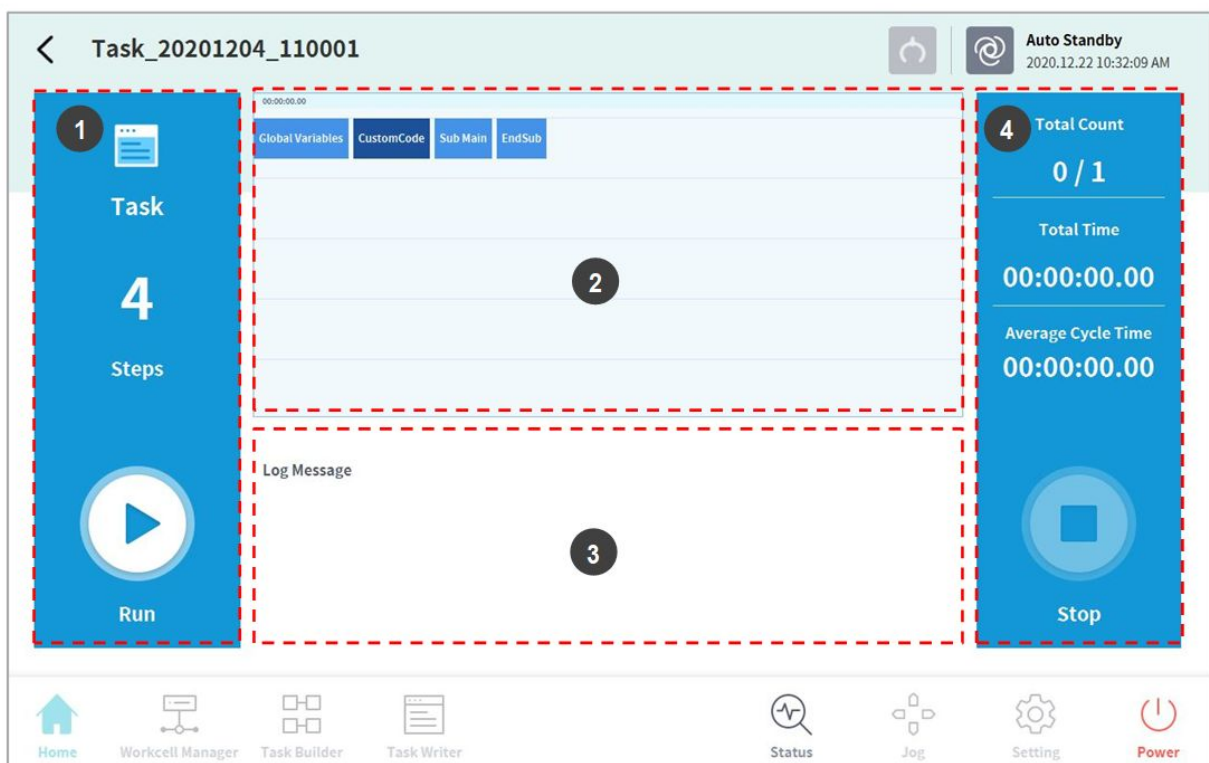 Task_20201204_110001
Auto Standby
2020.12.22 10:32:09 AM
1
Task
4
Steps
Run
00:00:00.00
Global Variables CustomCode Sub Main EndSub
2
Log Message
3
4
Total Count
0 / 1
Total Time
00:00:00.00
Average Cycle Time
00:00:00.00
Stop
Home Workcell Manager Task Builder Task Writer Status Jog Setting Power